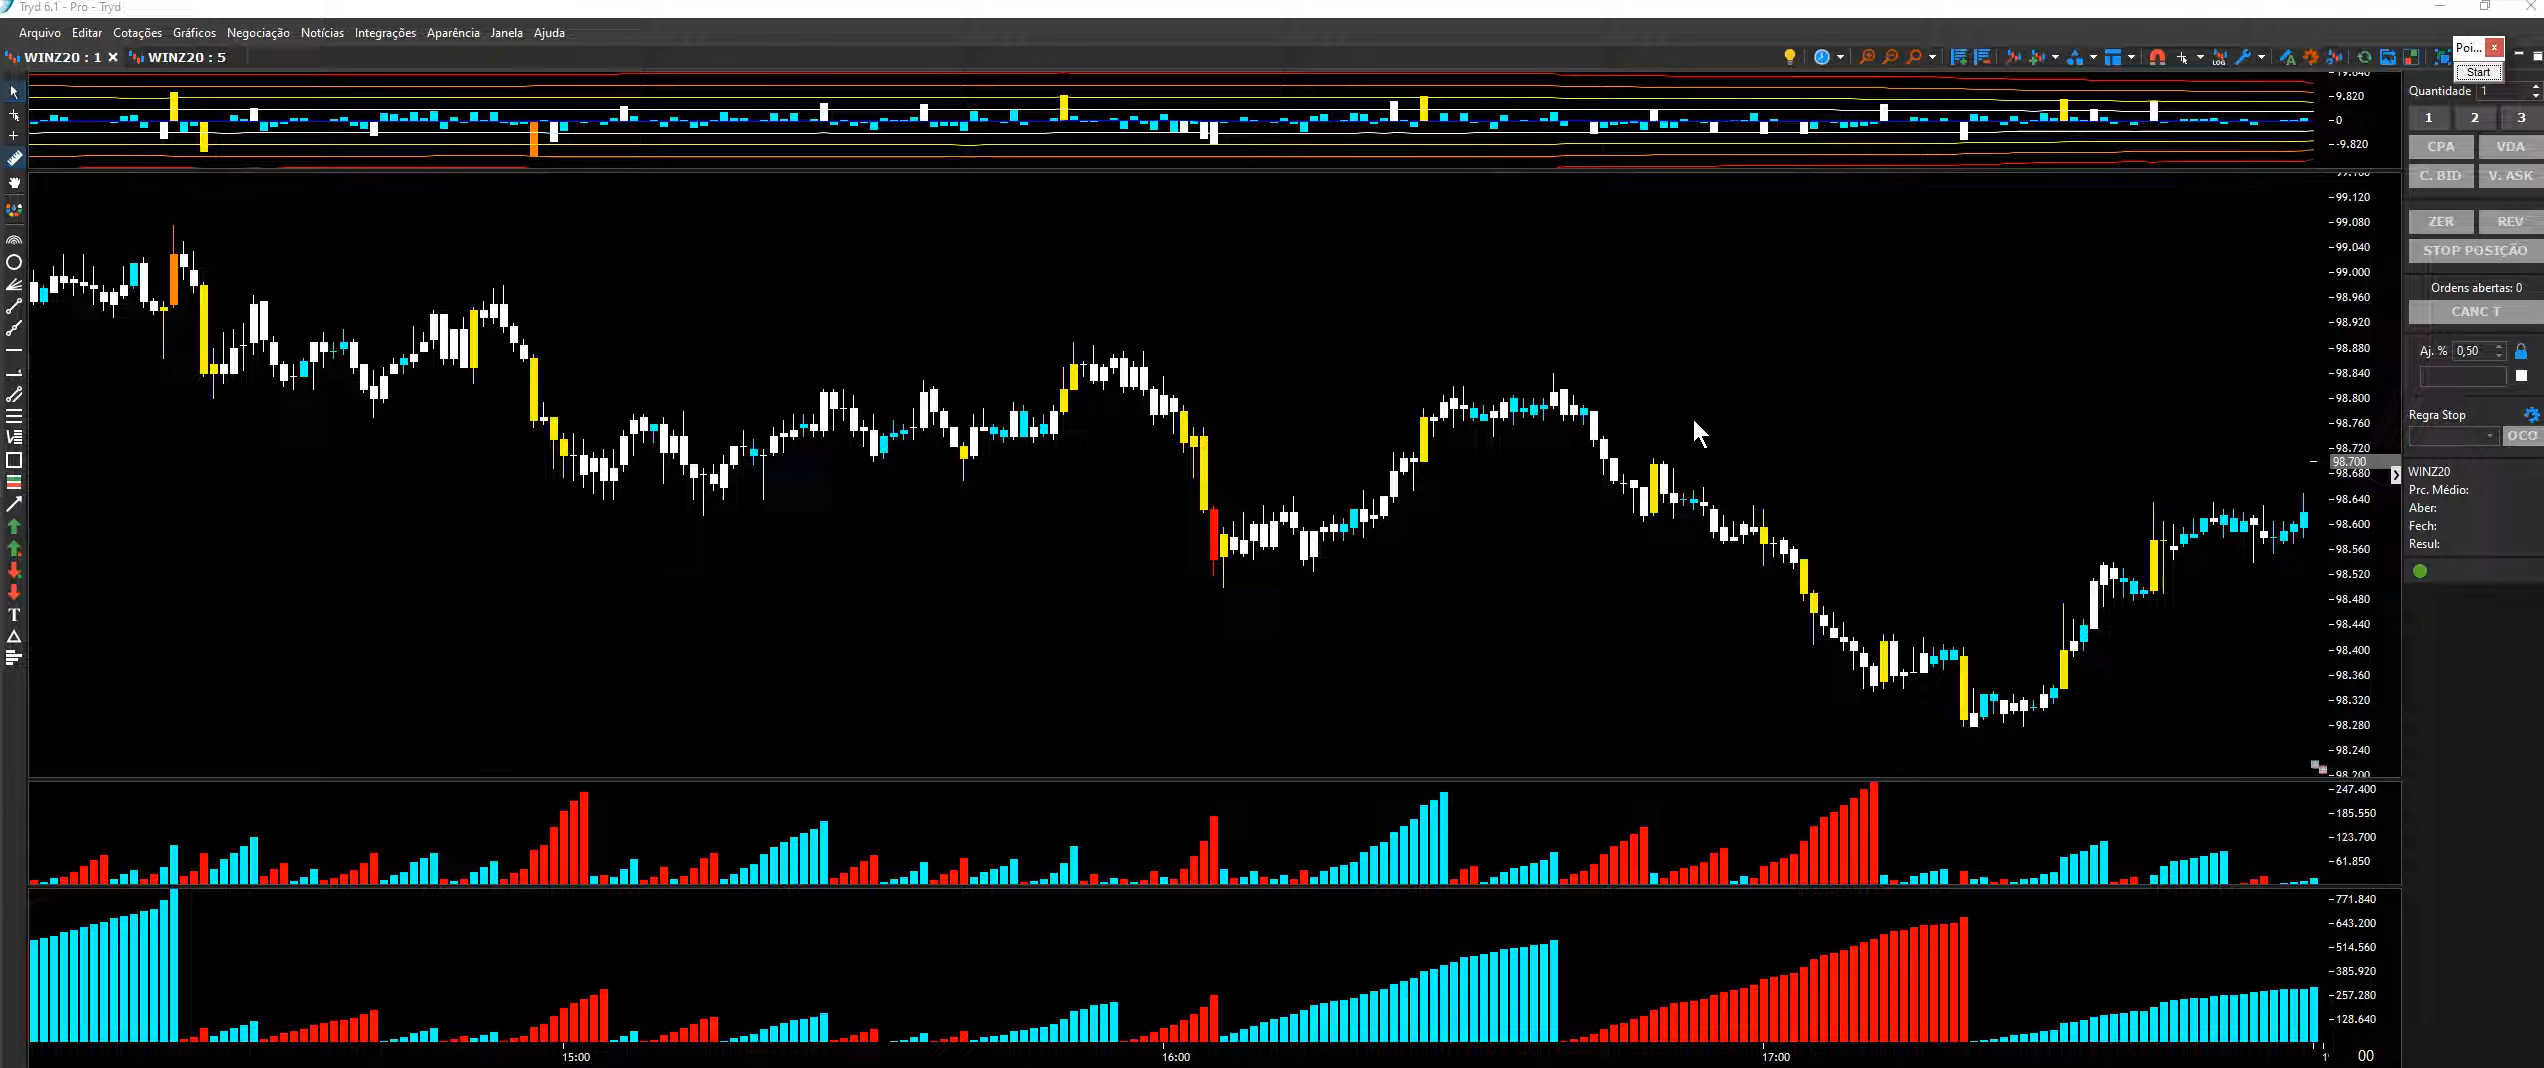 Tryd 6.1 - Pro - Tryd
Arquivo Editar Cotações Gráficos Negociação Notícias Integrações Aparência Janela Ajuda
WINZ20 : 1 WINZ20 : 5
Poi...
Start
Quantidade 1
1 2 3
CPA VDA
C. BID V. ASK
ZER REV
STOP POSIÇÃO
Ordens abertas: 0
CANC T
Aj. % 0,50
Regra Stop
OCO
WINZ20
Prc. Médio:
Aber:
Fech:
Resul:
9.820
0
-9.820
99.120
99.080
99.040
99.000
98.960
98.920
98.880
98.840
98.800
98.760
98.720
98.700
98.680
98.640
98.600
98.560
98.520
98.480
98.440
98.400
98.360
98.320
98.280
98.240
98.200
247.400
185.550
123.700
61.850
771.840
643.200
514.560
385.920
257.280
128.640
15:00 16:00 17:00 00
LOG
T